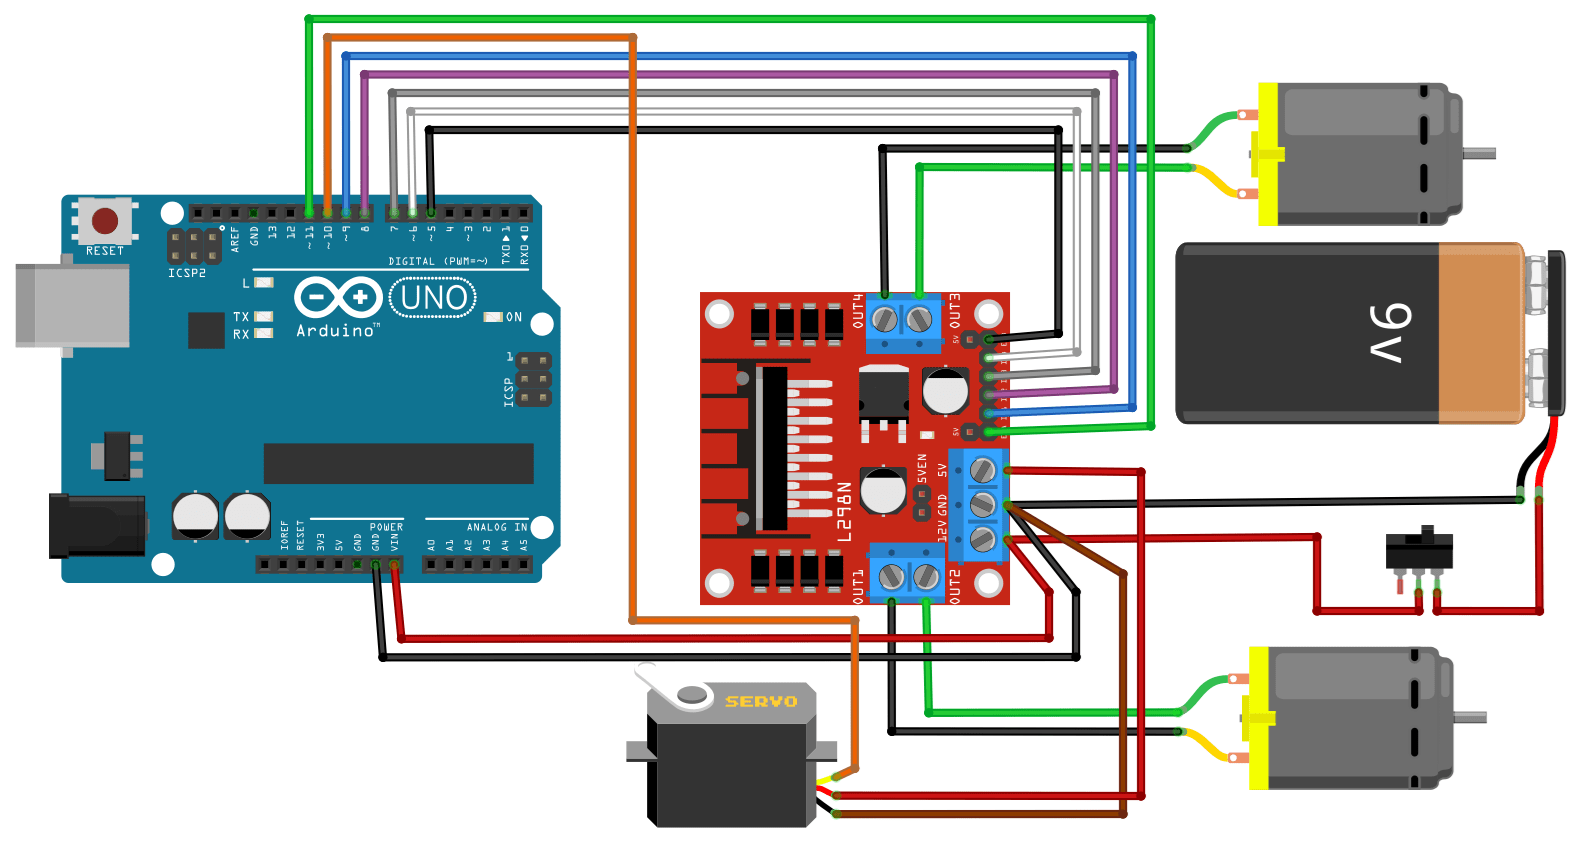 RESET
ICSP2
AREF
GND
13
12
~11
~10
~9
8
7
~6
~5
4
~3
2
TX0▶1
RX0◀0
DIGITAL (PWM=~)
L
TX
RX
UNO
Arduino™
ON
1
ICSP
IOREF
RESET
3V3
5V
GND
GND
VIN
POWER
ANALOG IN
A0
A1
A2
A3
A4
A5
OUT4
OUT3
5V
5V
5VEN
5V
GND
12V
L298N
OUT1
OUT2
9v
SERVO